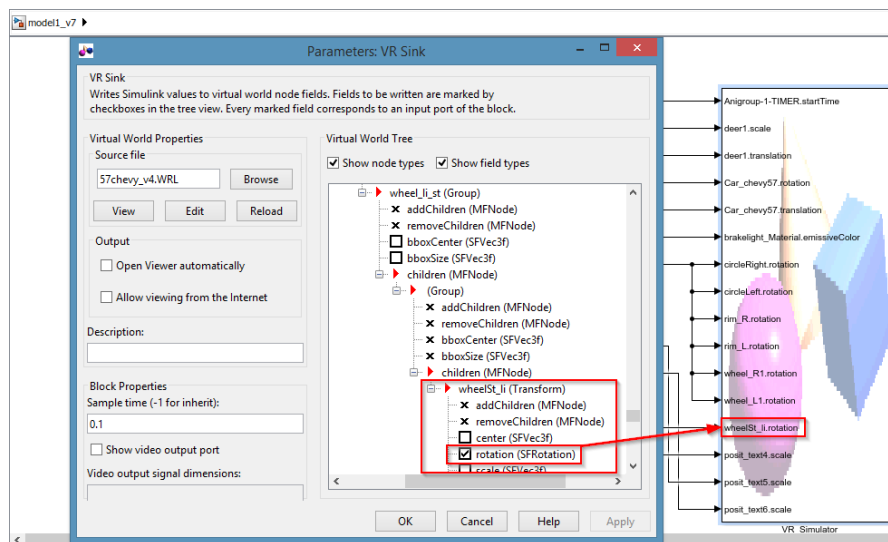 model1_v7
Parameters: VR Sink
VR Sink
Writes Simulink values to virtual world node fields. Fields to be written are marked by
checkboxes in the tree view. Every marked field corresponds to an input port of the block.
Virtual World Properties
Source file
57chevy_v4.WRL
Browse
View
Edit
Reload
Output
Open Viewer automatically
Allow viewing from the Internet
Description:
Block Properties
Sample time (-1 for inherit):
0.1
Show video output port
Video output signal dimensions:
Virtual World Tree
Show node types
Show field types
wheel_li_st (Group)
addChildren (MFNode)
removeChildren (MFNode)
bboxCenter (SFVec3f)
bboxSize (SFVec3f)
children (MFNode)
(Group)
addChildren (MFNode)
removeChildren (MFNode)
bboxCenter (SFVec3f)
bboxSize (SFVec3f)
children (MFNode)
wheelSt_li (Transform)
addChildren (MFNode)
removeChildren (MFNode)
center (SFVec3f)
rotation (SFRotation)
scale (SFVec3f)
OK
Cancel
Help
Apply
Anigroup-1-TIMER.startTime
deer1.scale
deer1.translation
Car_chevy57.rotation
Car_chevy57.translation
brakelight_Material.emissiveColor
circleRight.rotation
circleLeft.rotation
rim_R.rotation
rim_L.rotation
wheel_R1.rotation
wheel_L1.rotation
wheelSt_li.rotation
posit_text4.scale
posit_text5.scale
posit_text6.scale
VR_Simulator